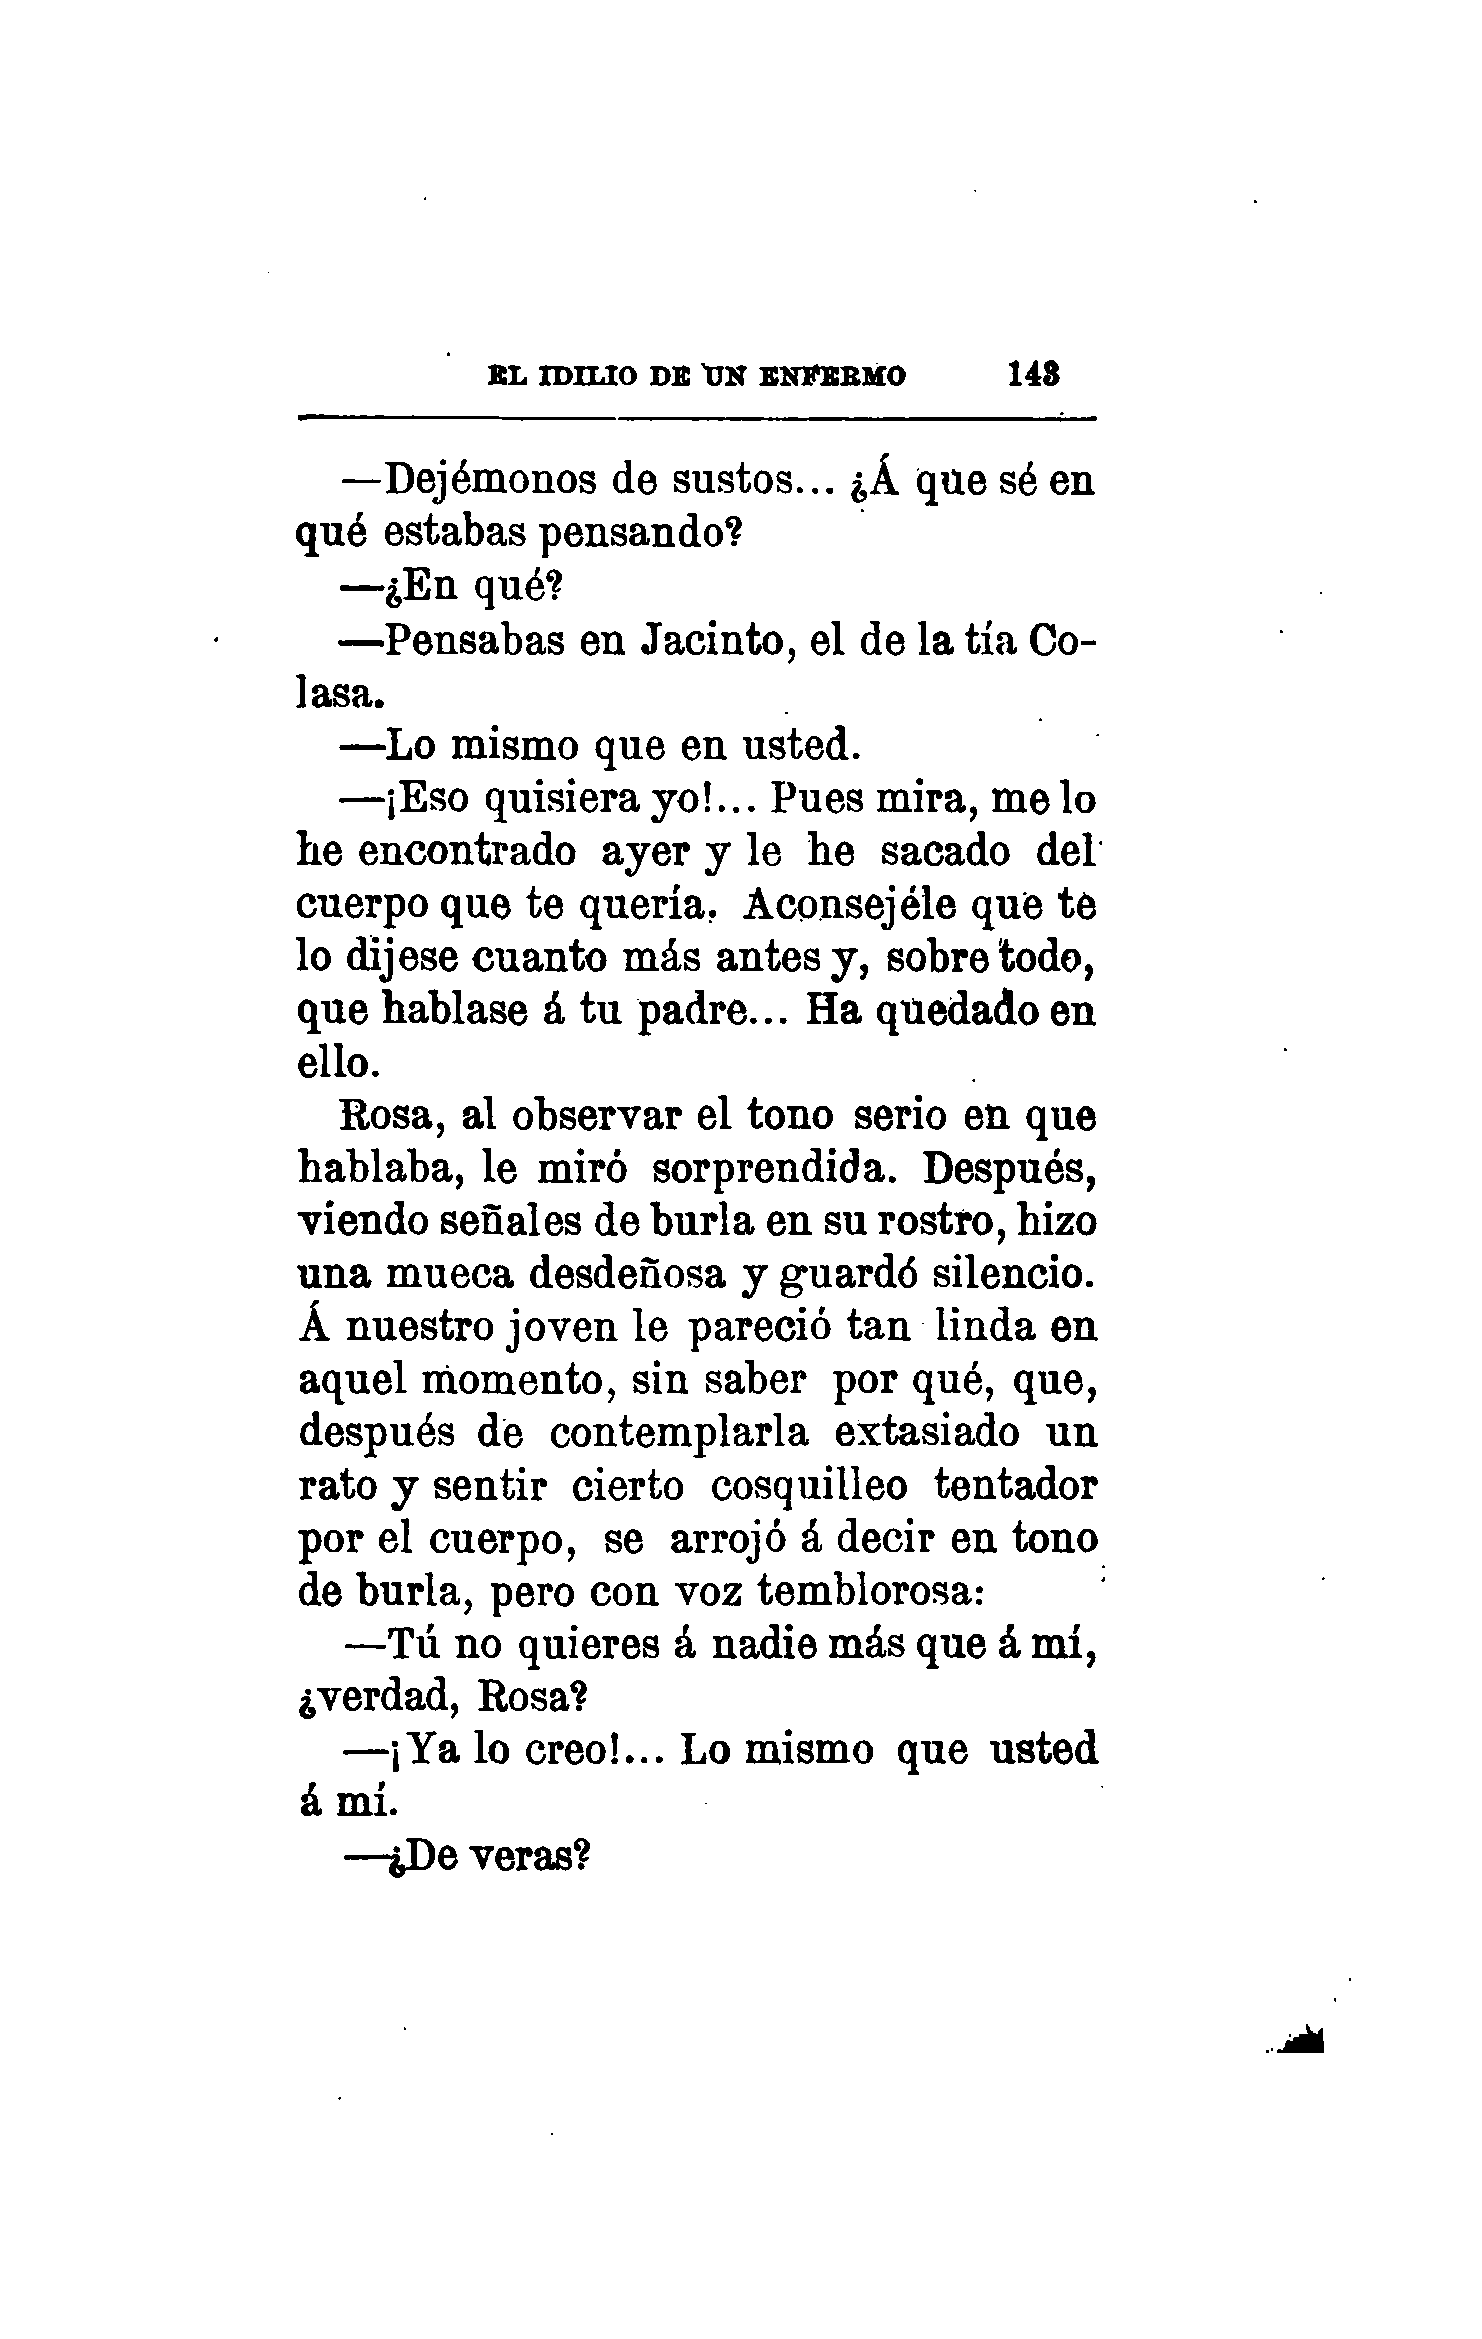 EL IDILIO DE UN ENFERMO 143
—Dejémonos de sustos... ¿Á que sé en
qué estabas pensando?
—¿En qué?
—Pensabas en Jacinto, el de la tía Co-
lasa.
—Lo mismo que en usted.
—¡Eso quisiera yo!... Pues mira, me lo
he encontrado ayer y le he sacado del
cuerpo que te quería. Aconsejéle que te
lo dijese cuanto más antes y, sobre todo,
que hablase á tu padre... Ha quedado en
ello.
Rosa, al observar el tono serio en que
hablaba, le miró sorprendida. Después,
viendo señales de burla en su rostro, hizo
una mueca desdeñosa y guardó silencio.
Á nuestro joven le pareció tan linda en
aquel momento, sin saber por qué, que,
después de contemplarla extasiado un
rato y sentir cierto cosquilleo tentador
por el cuerpo, se arrojó á decir en tono
de burla, pero con voz temblorosa:
—Tú no quieres á nadie más que á mí,
¿verdad, Rosa?
—¡Ya lo creo!... Lo mismo que usted
á mí.
—¿De veras?